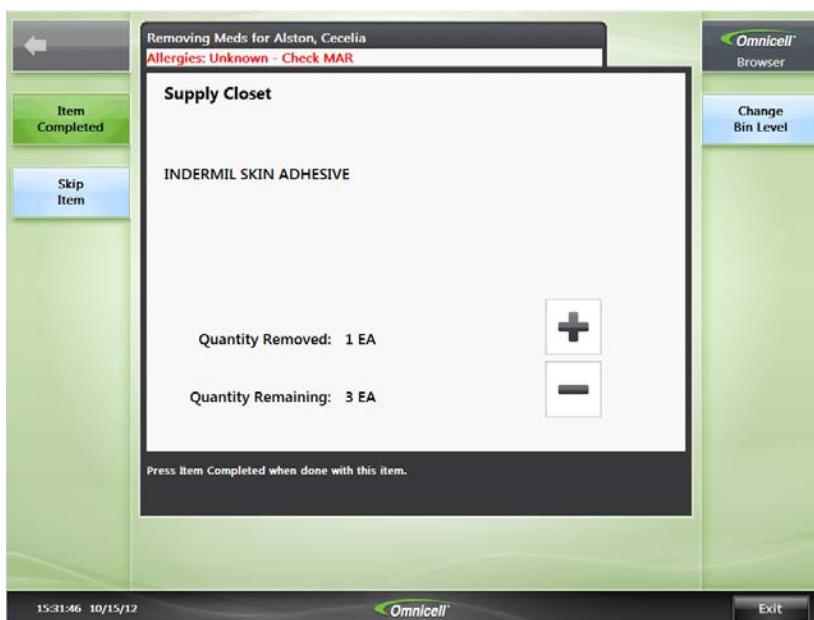 Removing Meds for Alston, Cecelia
Allergies: Unknown - Check MAR
Omnicell
Browser
Item
Completed
Skip
Item
Change
Bin Level
Supply Closet
INDERMIL SKIN ADHESIVE
Quantity Removed: 1 EA
Quantity Remaining: 3 EA
Press Item Completed when done with this item.
15:31:46 10/15/12
Omnicell
Exit